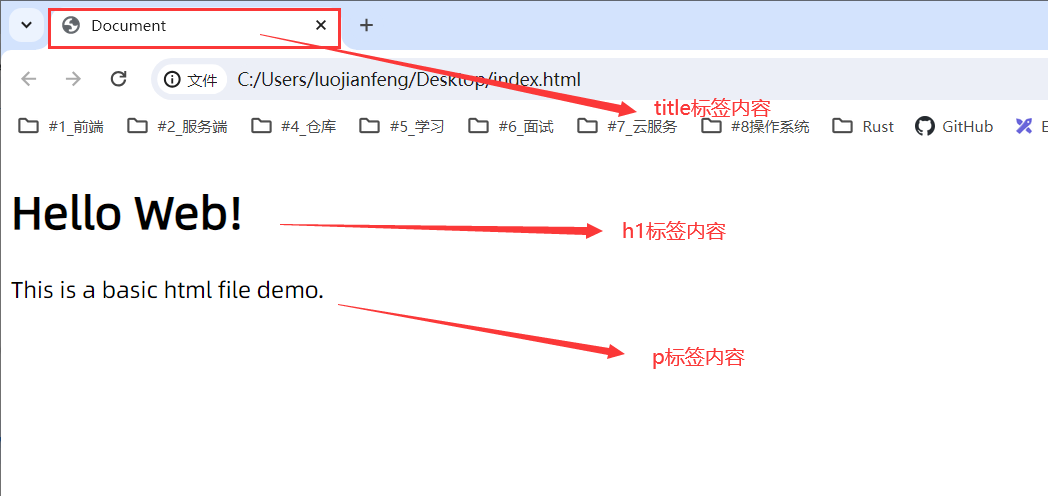 Document
文件 C:/Users/luojianfeng/Desktop/index.html
title标签内容
#1_前端 #2_服务端 #4_仓库 #5_学习 #6_面试 #7_云服务 #8操作系统 Rust GitHub
Hello Web!
h1标签内容
This is a basic html file demo.
p标签内容